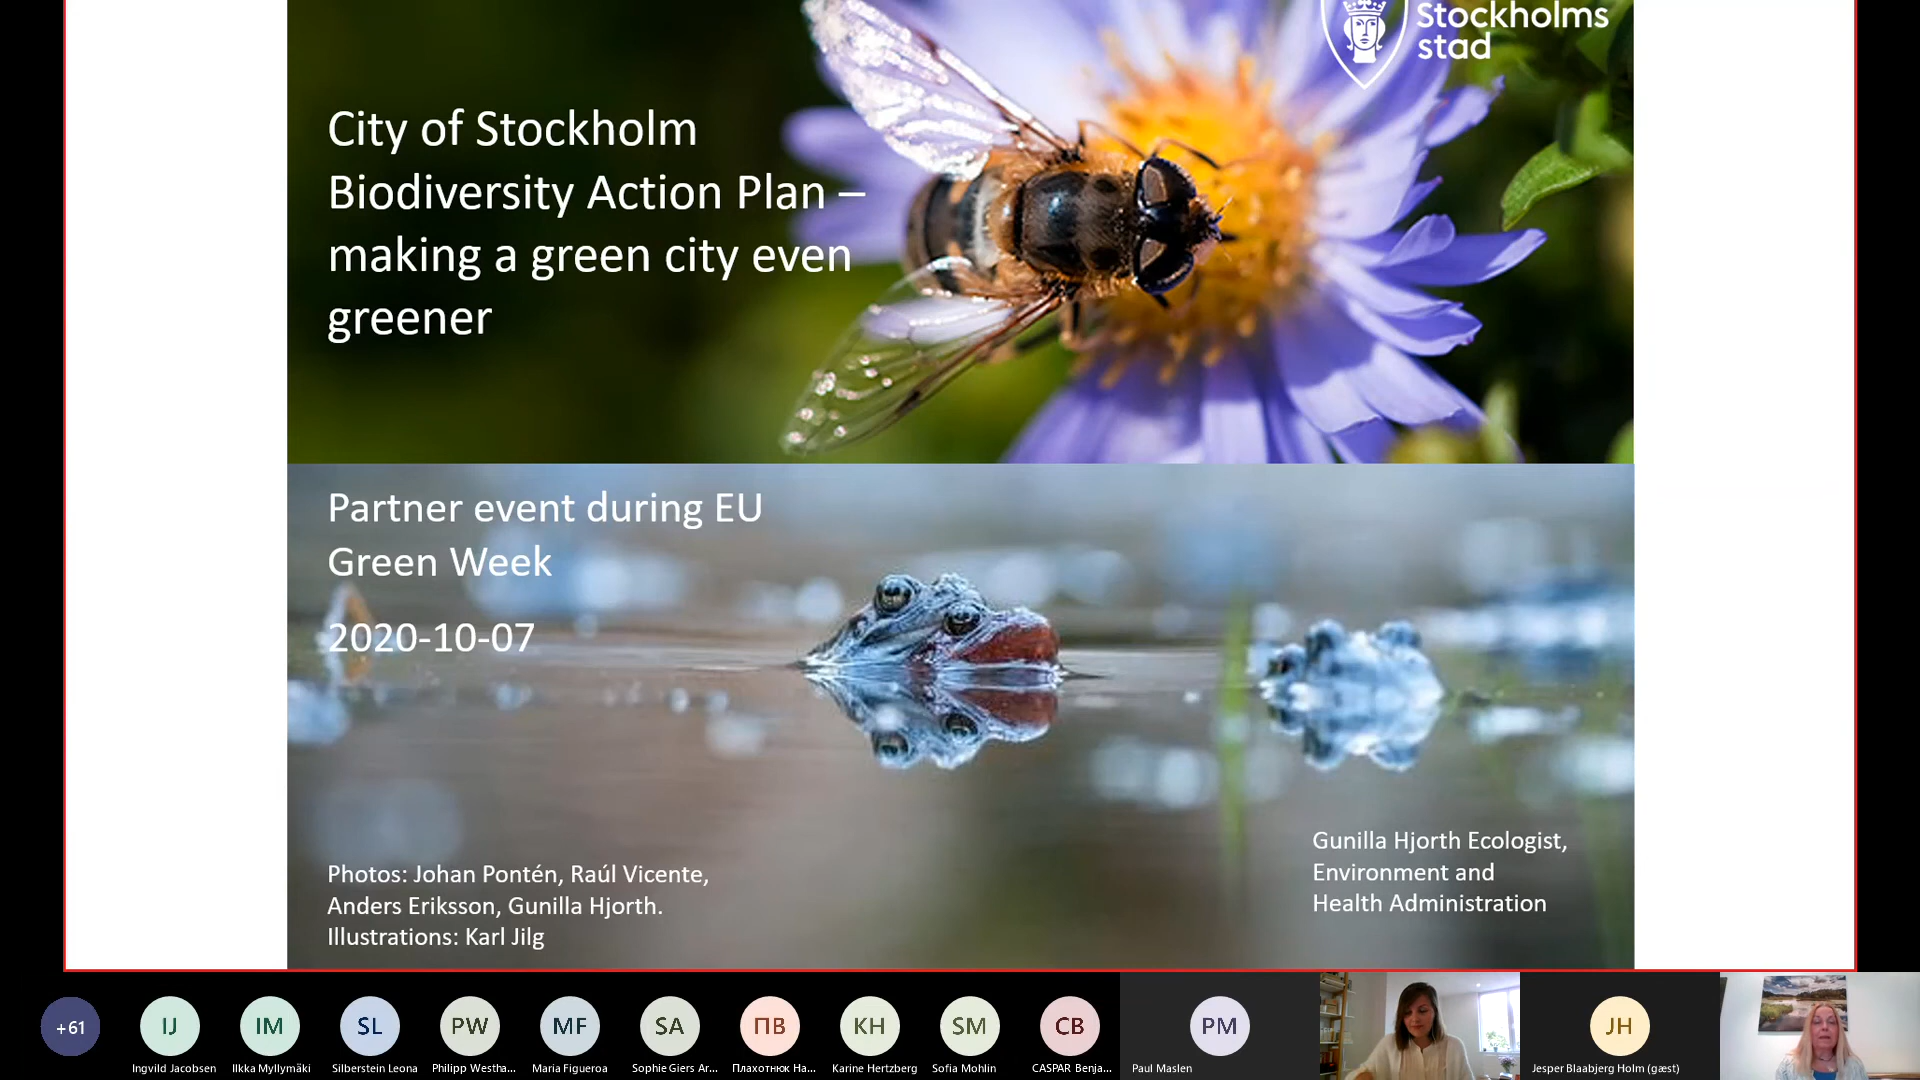 Stockholms
stad
City of Stockholm
Biodiversity Action Plan –
making a green city even
greener
Partner event during EU
Green Week
2020-10-07
Photos: Johan Pontén, Raúl Vicente,
Anders Eriksson, Gunilla Hjorth.
Illustrations: Karl Jilg
Gunilla Hjorth Ecologist,
Environment and
Health Administration
+61
IJ
IM
SL
PW
MF
SA
ПВ
KH
SM
CB
PM
JH
Ingvild Jacobsen
Ilkka Myllymäki
Silberstein Leona
Philipp Westha...
Maria Figueroa
Sophie Giers Ar...
Плахотнюк На...
Karine Hertzberg
Sofia Mohlin
CASPAR Benja...
Paul Maslen
Jesper Blaabjerg Holm (gæst)